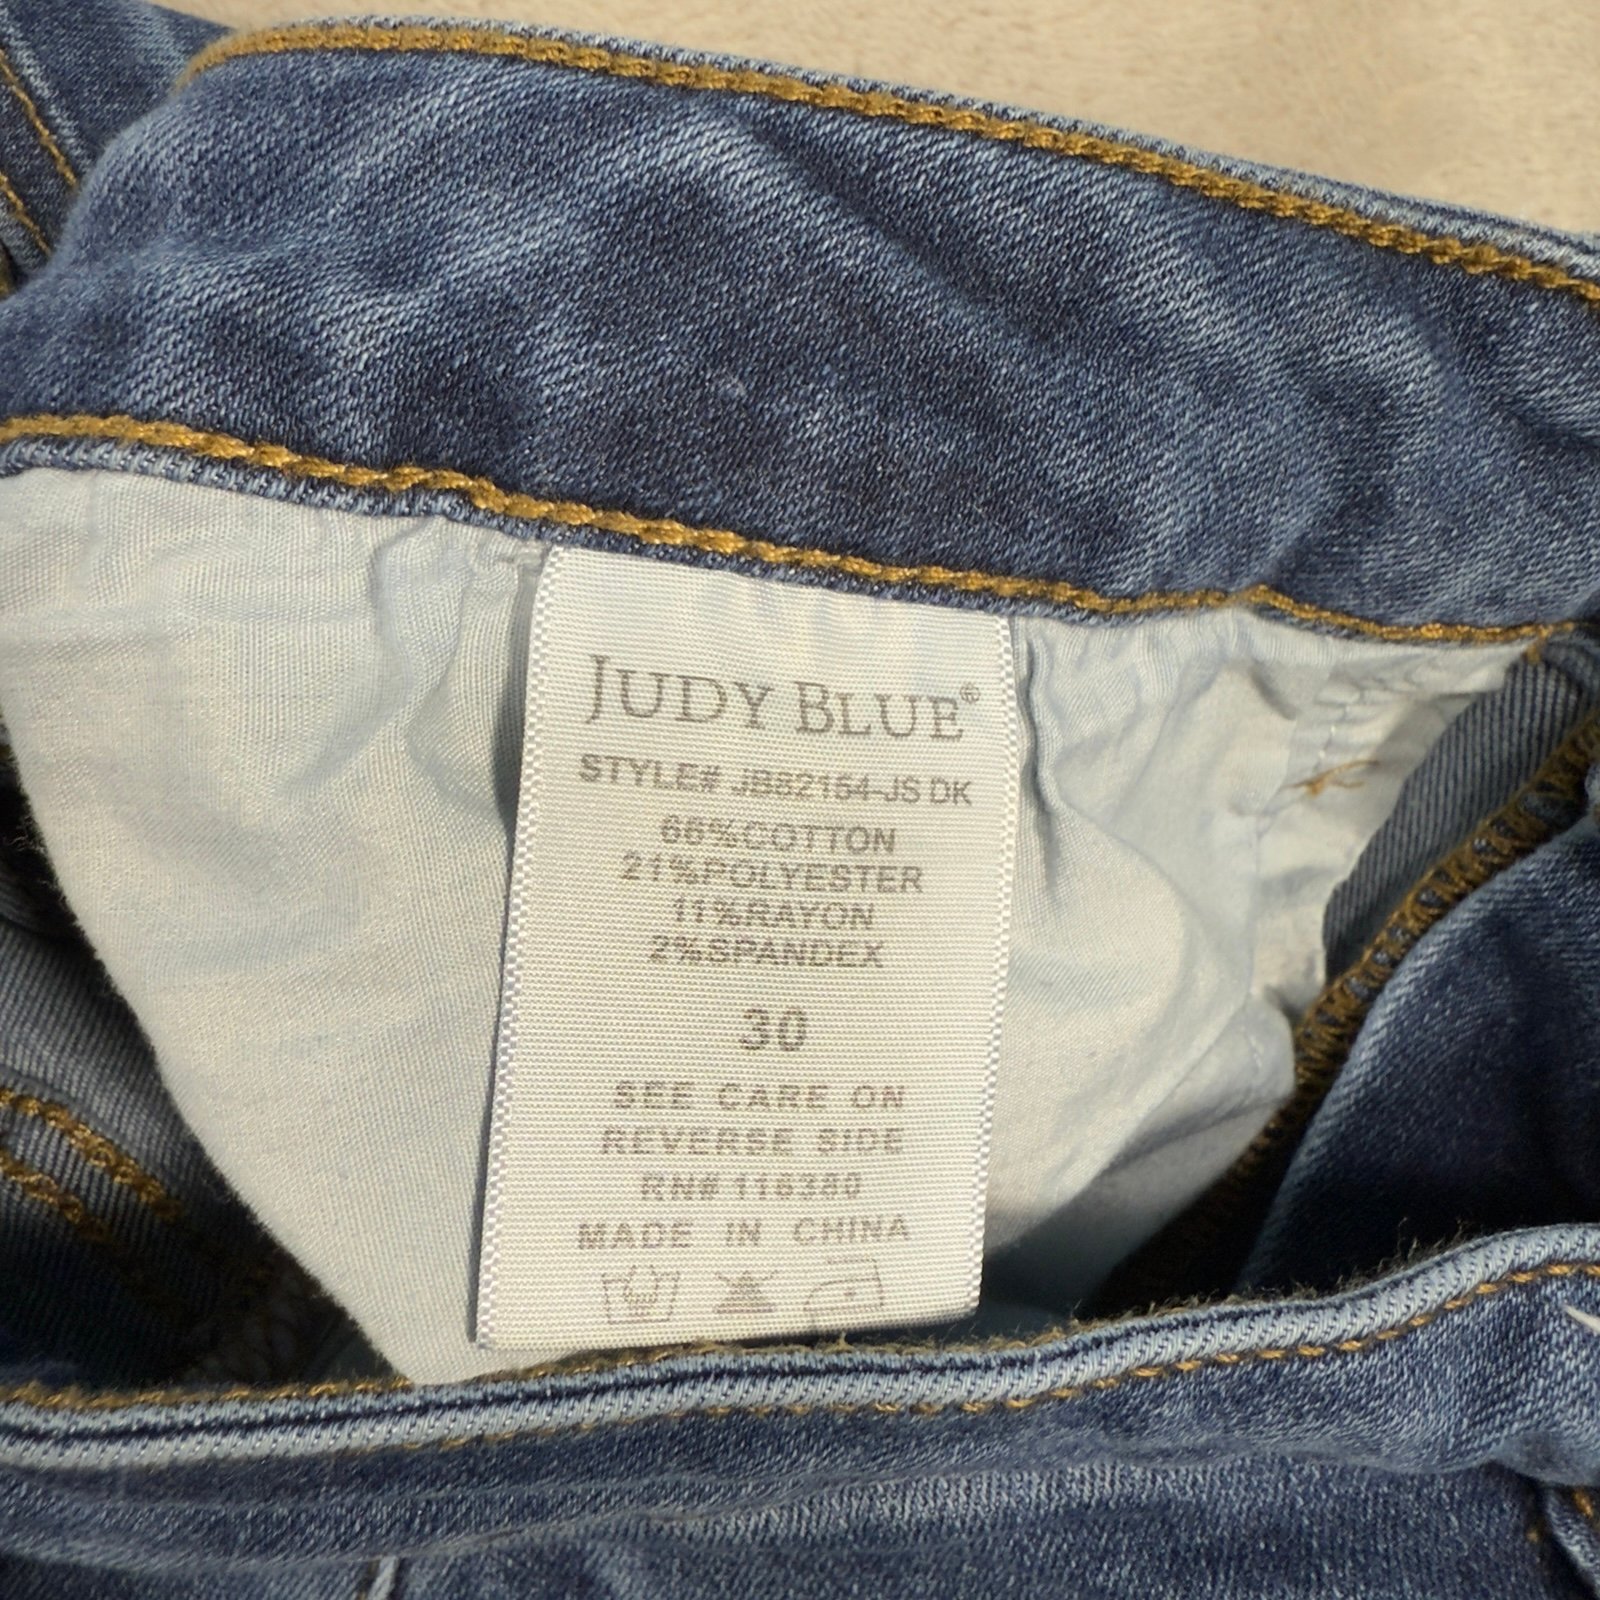 JUDY BLUE®
STYLE# JB82154-JS DK
66%COTTON
21%POLYESTER
11%RAYON
2%SPANDEX
30
SEE CARE ON
REVERSE SIDE
RN# 116380
MADE IN CHINA